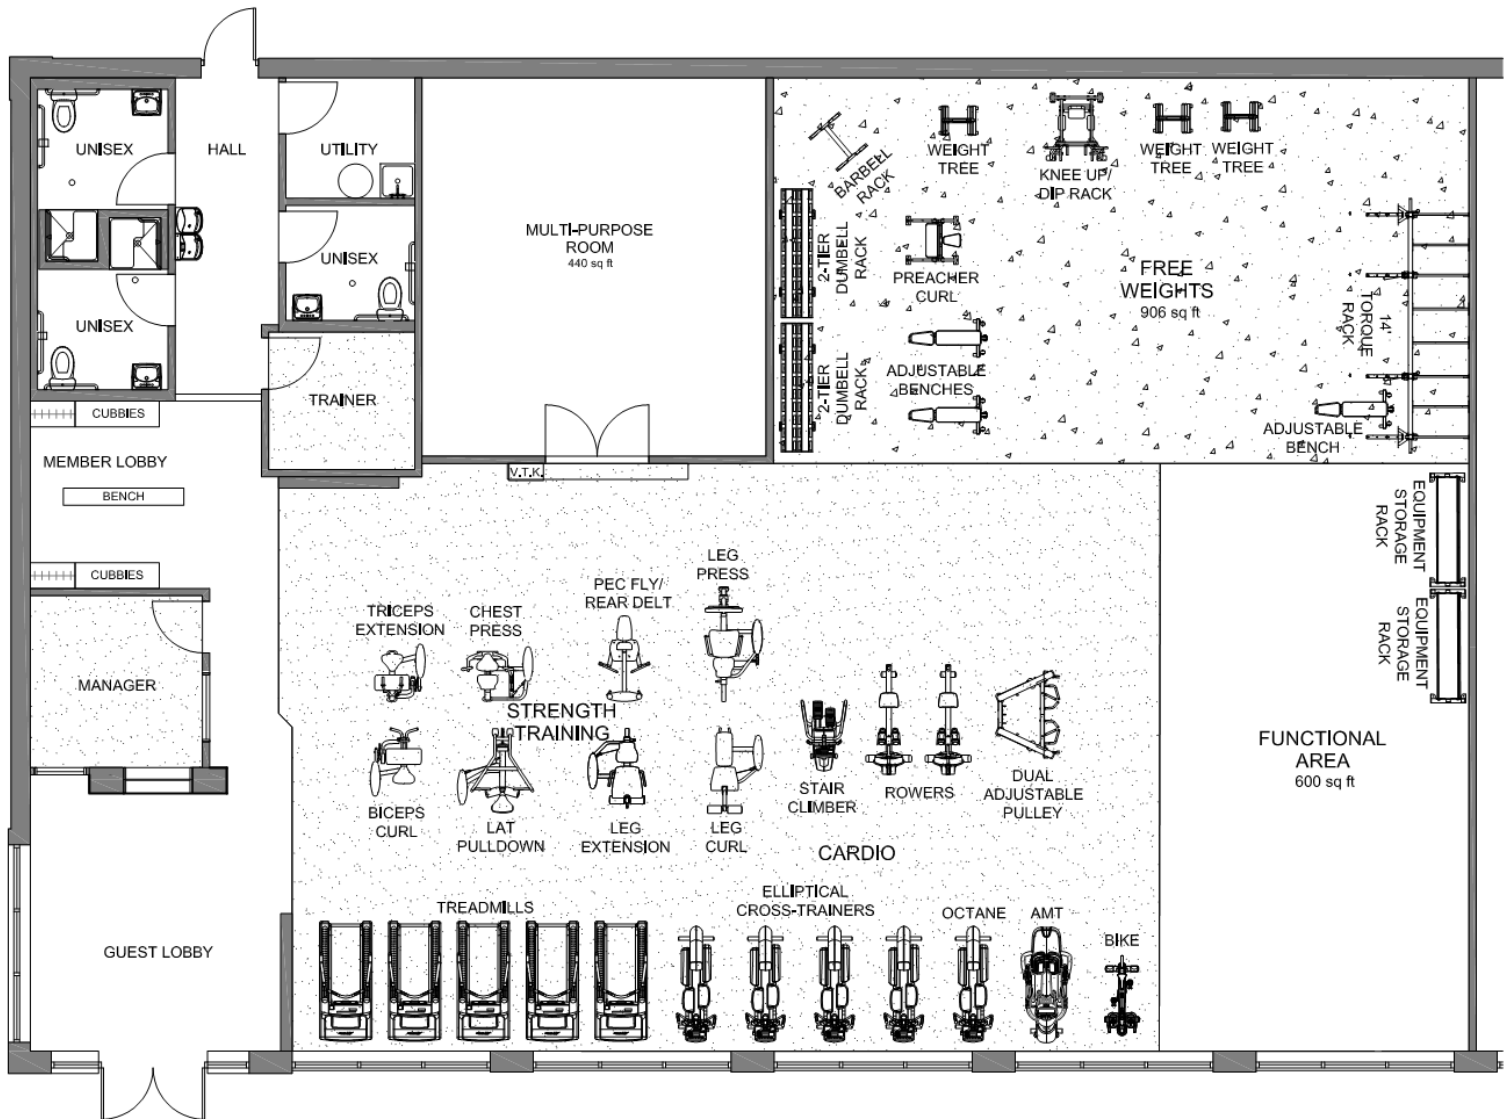 UNISEX
HALL
UTILITY
UNISEX
UNISEX
TRAINER
CUBBIES
MEMBER LOBBY
BENCH
CUBBIES
MANAGER
GUEST LOBBY
MULTI-PURPOSE
ROOM
440 sq ft
V.T.K.
BARBELL
RACK
WEIGHT
TREE
KNEE UP/
DIP RACK
WEIGHT
TREE
WEIGHT
TREE
2-TIER
DUMBELL
RACK
PREACHER
CURL
FREE
WEIGHTS
906 sq ft
14'
TORQUE
RACK
2-TIER
DUMBELL
RACK
ADJUSTABLE
BENCHES
ADJUSTABLE
BENCH
EQUIPMENT
STORAGE
RACK
EQUIPMENT
STORAGE
RACK
FUNCTIONAL
AREA
600 sq ft
TRICEPS
EXTENSION
CHEST
PRESS
PEC FLY/
REAR DELT
LEG
PRESS
STRENGTH
TRAINING
BICEPS
CURL
LAT
PULLDOWN
LEG
EXTENSION
LEG
CURL
STAIR
CLIMBER
ROWERS
DUAL
ADJUSTABLE
PULLEY
CARDIO
TREADMILLS
ELLIPTICAL
CROSS-TRAINERS
OCTANE
AMT
BIKE